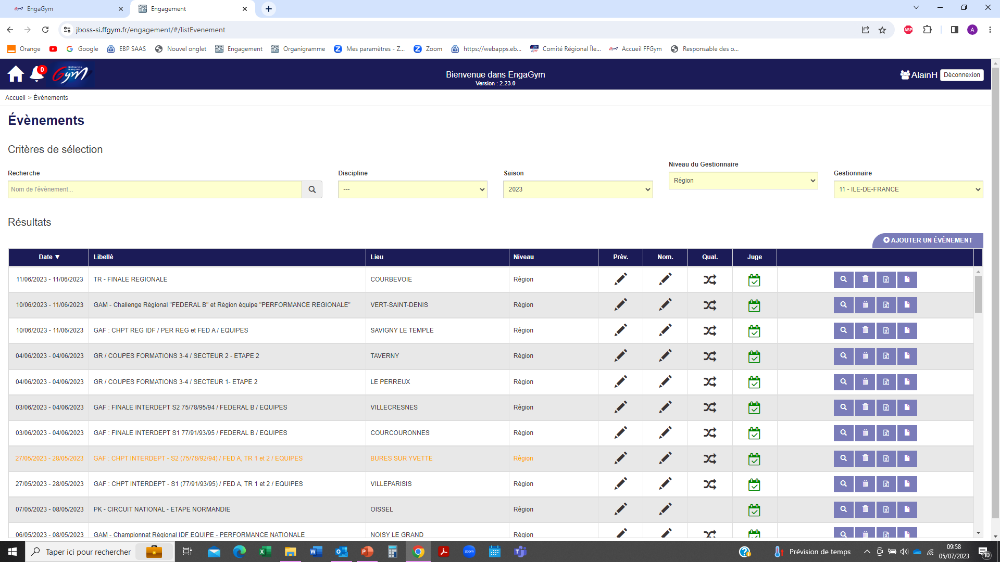 EngaGym
Engagement
jboss-si.ffgym.fr/engagement/#/listEvenement
ABP
A
Orange
Google
EBP SAAS
Nouvel onglet
Engagement
Organigramme
Mes paramètres - Z...
Zoom
https://webapps.eb...
Comité Régional Île...
Accueil FFGym
Responsable des o...
0
FÉDÉRATION
FRANÇAISE
Gym
Bienvenue dans EngaGym
Version : 2.23.0
AlainH
Déconnexion
Accueil > Évènements
Évènements
Critères de sélection
Recherche
Nom de l'évènement...
Discipline
---
Saison
2023
Niveau du Gestionnaire
Région
Gestionnaire
11 - ILE-DE-FRANCE
Résultats
AJOUTER UN ÉVÈNEMENT
Date ▼ Libellé Lieu Niveau Prév. Nom. Qual. Juge
11/06/2023 - 11/06/2023 TR - FINALE REGIONALE COURBEVOIE Région
10/06/2023 - 11/06/2023 GAM - Challenge Régional "FEDERAL B" et Région équipe "PERFORMANCE REGIONALE" VERT-SAINT-DENIS Région
10/06/2023 - 11/06/2023 GAF : CHPT REG IDF / PER REG et FED A / EQUIPES SAVIGNY LE TEMPLE Région
04/06/2023 - 04/06/2023 GR / COUPES FORMATIONS 3-4 / SECTEUR 2 - ETAPE 2 TAVERNY Région
04/06/2023 - 04/06/2023 GR / COUPES FORMATIONS 3-4 / SECTEUR 1- ETAPE 2 LE PERREUX Région
03/06/2023 - 04/06/2023 GAF : FINALE INTERDEPT S2 75/78/95/94 / FEDERAL B / EQUIPES VILLECRESNES Région
03/06/2023 - 04/06/2023 GAF : FINALE INTERDEPT S1 77/91/93/95 / FEDERAL B / EQUIPES COURCOURONNES Région
27/05/2023 - 28/05/2023 GAF : CHPT INTERDEPT - S2 (75/78/92/94) / FED A, TR 1 et 2 / EQUIPES BURES SUR YVETTE Région
27/05/2023 - 28/05/2023 GAF : CHPT INTERDEPT - S1 (77/91/93/95) / FED A, TR 1 et 2 / EQUIPES VILLEPARISIS Région
07/05/2023 - 08/05/2023 PK - CIRCUIT NATIONAL - ETAPE NORMANDIE OISSEL Région
06/05/2023 - 08/05/2023 GAM - Championnat Régional IDF EQUIPE - PERFORMANCE NATIONALE NOISY LE GRAND Région
Taper ici pour rechercher
zoom
Prévision de temps
09:58
05/07/2023
10